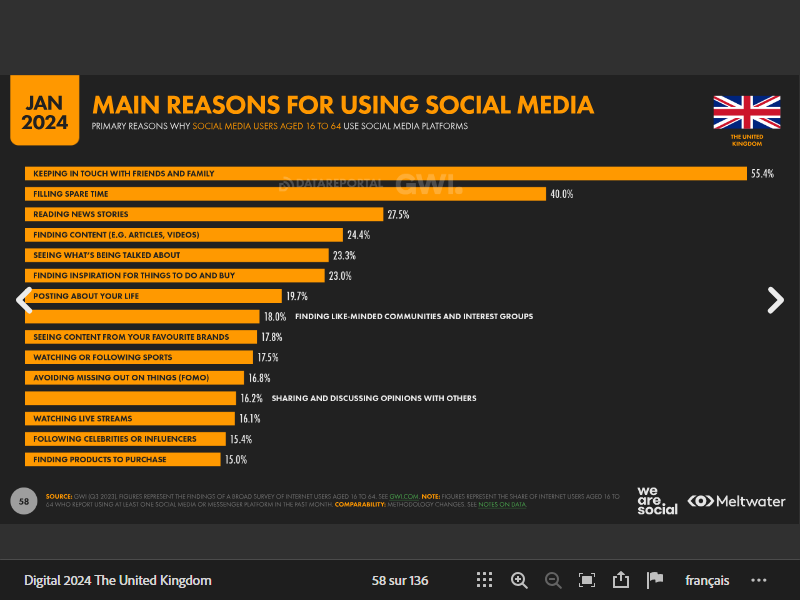 JAN
2024
MAIN REASONS FOR USING SOCIAL MEDIA
PRIMARY REASONS WHY SOCIAL MEDIA USERS AGED 16 TO 64 USE SOCIAL MEDIA PLATFORMS
THE UNITED
KINGDOM
KEEPING IN TOUCH WITH FRIENDS AND FAMILY 55.4%
DATAREPORTAL GWI.
FILLING SPARE TIME 40.0%
READING NEWS STORIES 27.5%
FINDING CONTENT (E.G. ARTICLES, VIDEOS) 24.4%
SEEING WHAT'S BEING TALKED ABOUT 23.3%
FINDING INSPIRATION FOR THINGS TO DO AND BUY 23.0%
POSTING ABOUT YOUR LIFE 19.7%
18.0% FINDING LIKE-MINDED COMMUNITIES AND INTEREST GROUPS
SEEING CONTENT FROM YOUR FAVOURITE BRANDS 17.8%
WATCHING OR FOLLOWING SPORTS 17.5%
AVOIDING MISSING OUT ON THINGS (FOMO) 16.8%
16.2% SHARING AND DISCUSSING OPINIONS WITH OTHERS
WATCHING LIVE STREAMS 16.1%
FOLLOWING CELEBRITIES OR INFLUENCERS 15.4%
FINDING PRODUCTS TO PURCHASE 15.0%
58
SOURCE: GWI (Q3 2023). FIGURES REPRESENT THE FINDINGS OF A BROAD SURVEY OF INTERNET USERS AGED 16 TO 64. SEE GWI.COM. NOTE: FIGURES REPRESENT THE SHARE OF INTERNET USERS AGED 16 TO
64 WHO REPORT USING AT LEAST ONE SOCIAL MEDIA OR MESSENGER PLATFORM IN THE PAST MONTH. COMPARABILITY: METHODOLOGY CHANGES. SEE NOTES ON DATA.
we
are.
social
Meltwater
Digital 2024 The United Kingdom
58 sur 136
français